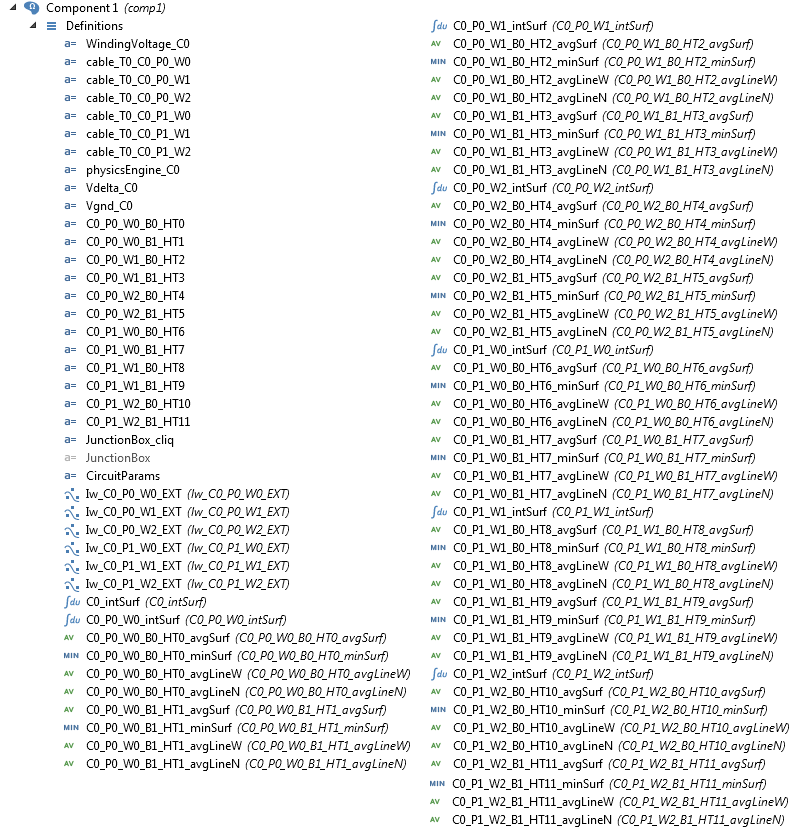 Component 1 (comp1)
Definitions
a= WindingVoltage_C0
a= cable_T0_C0_P0_W0
a= cable_T0_C0_P0_W1
a= cable_T0_C0_P0_W2
a= cable_T0_C0_P1_W0
a= cable_T0_C0_P1_W1
a= cable_T0_C0_P1_W2
a= physicsEngine_C0
a= Vdelta_C0
a= Vgnd_C0
a= C0_P0_W0_B0_HT0
a= C0_P0_W0_B1_HT1
a= C0_P0_W1_B0_HT2
a= C0_P0_W1_B1_HT3
a= C0_P0_W2_B0_HT4
a= C0_P0_W2_B1_HT5
a= C0_P1_W0_B0_HT6
a= C0_P1_W0_B1_HT7
a= C0_P1_W1_B0_HT8
a= C0_P1_W1_B1_HT9
a= C0_P1_W2_B0_HT10
a= C0_P1_W2_B1_HT11
a= JunctionBox_cliq
a= JunctionBox
a= CircuitParams
Iw_C0_P0_W0_EXT (Iw_C0_P0_W0_EXT)
Iw_C0_P0_W1_EXT (Iw_C0_P0_W1_EXT)
Iw_C0_P0_W2_EXT (Iw_C0_P0_W2_EXT)
Iw_C0_P1_W0_EXT (Iw_C0_P1_W0_EXT)
Iw_C0_P1_W1_EXT (Iw_C0_P1_W1_EXT)
Iw_C0_P1_W2_EXT (Iw_C0_P1_W2_EXT)
∫du C0_intSurf (C0_intSurf)
∫du C0_P0_W0_intSurf (C0_P0_W0_intSurf)
AV C0_P0_W0_B0_HT0_avgSurf (C0_P0_W0_B0_HT0_avgSurf)
MIN C0_P0_W0_B0_HT0_minSurf (C0_P0_W0_B0_HT0_minSurf)
AV C0_P0_W0_B0_HT0_avgLineW (C0_P0_W0_B0_HT0_avgLineW)
AV C0_P0_W0_B0_HT0_avgLineN (C0_P0_W0_B0_HT0_avgLineN)
AV C0_P0_W0_B1_HT1_avgSurf (C0_P0_W0_B1_HT1_avgSurf)
MIN C0_P0_W0_B1_HT1_minSurf (C0_P0_W0_B1_HT1_minSurf)
AV C0_P0_W0_B1_HT1_avgLineW (C0_P0_W0_B1_HT1_avgLineW)
AV C0_P0_W0_B1_HT1_avgLineN (C0_P0_W0_B1_HT1_avgLineN)
∫du C0_P0_W1_intSurf (C0_P0_W1_intSurf)
AV C0_P0_W1_B0_HT2_avgSurf (C0_P0_W1_B0_HT2_avgSurf)
MIN C0_P0_W1_B0_HT2_minSurf (C0_P0_W1_B0_HT2_minSurf)
AV C0_P0_W1_B0_HT2_avgLineW (C0_P0_W1_B0_HT2_avgLineW)
AV C0_P0_W1_B0_HT2_avgLineN (C0_P0_W1_B0_HT2_avgLineN)
AV C0_P0_W1_B1_HT3_avgSurf (C0_P0_W1_B1_HT3_avgSurf)
MIN C0_P0_W1_B1_HT3_minSurf (C0_P0_W1_B1_HT3_minSurf)
AV C0_P0_W1_B1_HT3_avgLineW (C0_P0_W1_B1_HT3_avgLineW)
AV C0_P0_W1_B1_HT3_avgLineN (C0_P0_W1_B1_HT3_avgLineN)
∫du C0_P0_W2_intSurf (C0_P0_W2_intSurf)
AV C0_P0_W2_B0_HT4_avgSurf (C0_P0_W2_B0_HT4_avgSurf)
MIN C0_P0_W2_B0_HT4_minSurf (C0_P0_W2_B0_HT4_minSurf)
AV C0_P0_W2_B0_HT4_avgLineW (C0_P0_W2_B0_HT4_avgLineW)
AV C0_P0_W2_B0_HT4_avgLineN (C0_P0_W2_B0_HT4_avgLineN)
AV C0_P0_W2_B1_HT5_avgSurf (C0_P0_W2_B1_HT5_avgSurf)
MIN C0_P0_W2_B1_HT5_minSurf (C0_P0_W2_B1_HT5_minSurf)
AV C0_P0_W2_B1_HT5_avgLineW (C0_P0_W2_B1_HT5_avgLineW)
AV C0_P0_W2_B1_HT5_avgLineN (C0_P0_W2_B1_HT5_avgLineN)
∫du C0_P1_W0_intSurf (C0_P1_W0_intSurf)
AV C0_P1_W0_B0_HT6_avgSurf (C0_P1_W0_B0_HT6_avgSurf)
MIN C0_P1_W0_B0_HT6_minSurf (C0_P1_W0_B0_HT6_minSurf)
AV C0_P1_W0_B0_HT6_avgLineW (C0_P1_W0_B0_HT6_avgLineW)
AV C0_P1_W0_B0_HT6_avgLineN (C0_P1_W0_B0_HT6_avgLineN)
AV C0_P1_W0_B1_HT7_avgSurf (C0_P1_W0_B1_HT7_avgSurf)
MIN C0_P1_W0_B1_HT7_minSurf (C0_P1_W0_B1_HT7_minSurf)
AV C0_P1_W0_B1_HT7_avgLineW (C0_P1_W0_B1_HT7_avgLineW)
AV C0_P1_W0_B1_HT7_avgLineN (C0_P1_W0_B1_HT7_avgLineN)
∫du C0_P1_W1_intSurf (C0_P1_W1_intSurf)
AV C0_P1_W1_B0_HT8_avgSurf (C0_P1_W1_B0_HT8_avgSurf)
MIN C0_P1_W1_B0_HT8_minSurf (C0_P1_W1_B0_HT8_minSurf)
AV C0_P1_W1_B0_HT8_avgLineW (C0_P1_W1_B0_HT8_avgLineW)
AV C0_P1_W1_B0_HT8_avgLineN (C0_P1_W1_B0_HT8_avgLineN)
AV C0_P1_W1_B1_HT9_avgSurf (C0_P1_W1_B1_HT9_avgSurf)
MIN C0_P1_W1_B1_HT9_minSurf (C0_P1_W1_B1_HT9_minSurf)
AV C0_P1_W1_B1_HT9_avgLineW (C0_P1_W1_B1_HT9_avgLineW)
AV C0_P1_W1_B1_HT9_avgLineN (C0_P1_W1_B1_HT9_avgLineN)
∫du C0_P1_W2_intSurf (C0_P1_W2_intSurf)
AV C0_P1_W2_B0_HT10_avgSurf (C0_P1_W2_B0_HT10_avgSurf)
MIN C0_P1_W2_B0_HT10_minSurf (C0_P1_W2_B0_HT10_minSurf)
AV C0_P1_W2_B0_HT10_avgLineW (C0_P1_W2_B0_HT10_avgLineW)
AV C0_P1_W2_B0_HT10_avgLineN (C0_P1_W2_B0_HT10_avgLineN)
AV C0_P1_W2_B1_HT11_avgSurf (C0_P1_W2_B1_HT11_avgSurf)
MIN C0_P1_W2_B1_HT11_minSurf (C0_P1_W2_B1_HT11_minSurf)
AV C0_P1_W2_B1_HT11_avgLineW (C0_P1_W2_B1_HT11_avgLineW)
AV C0_P1_W2_B1_HT11_avgLineN (C0_P1_W2_B1_HT11_avgLineN)